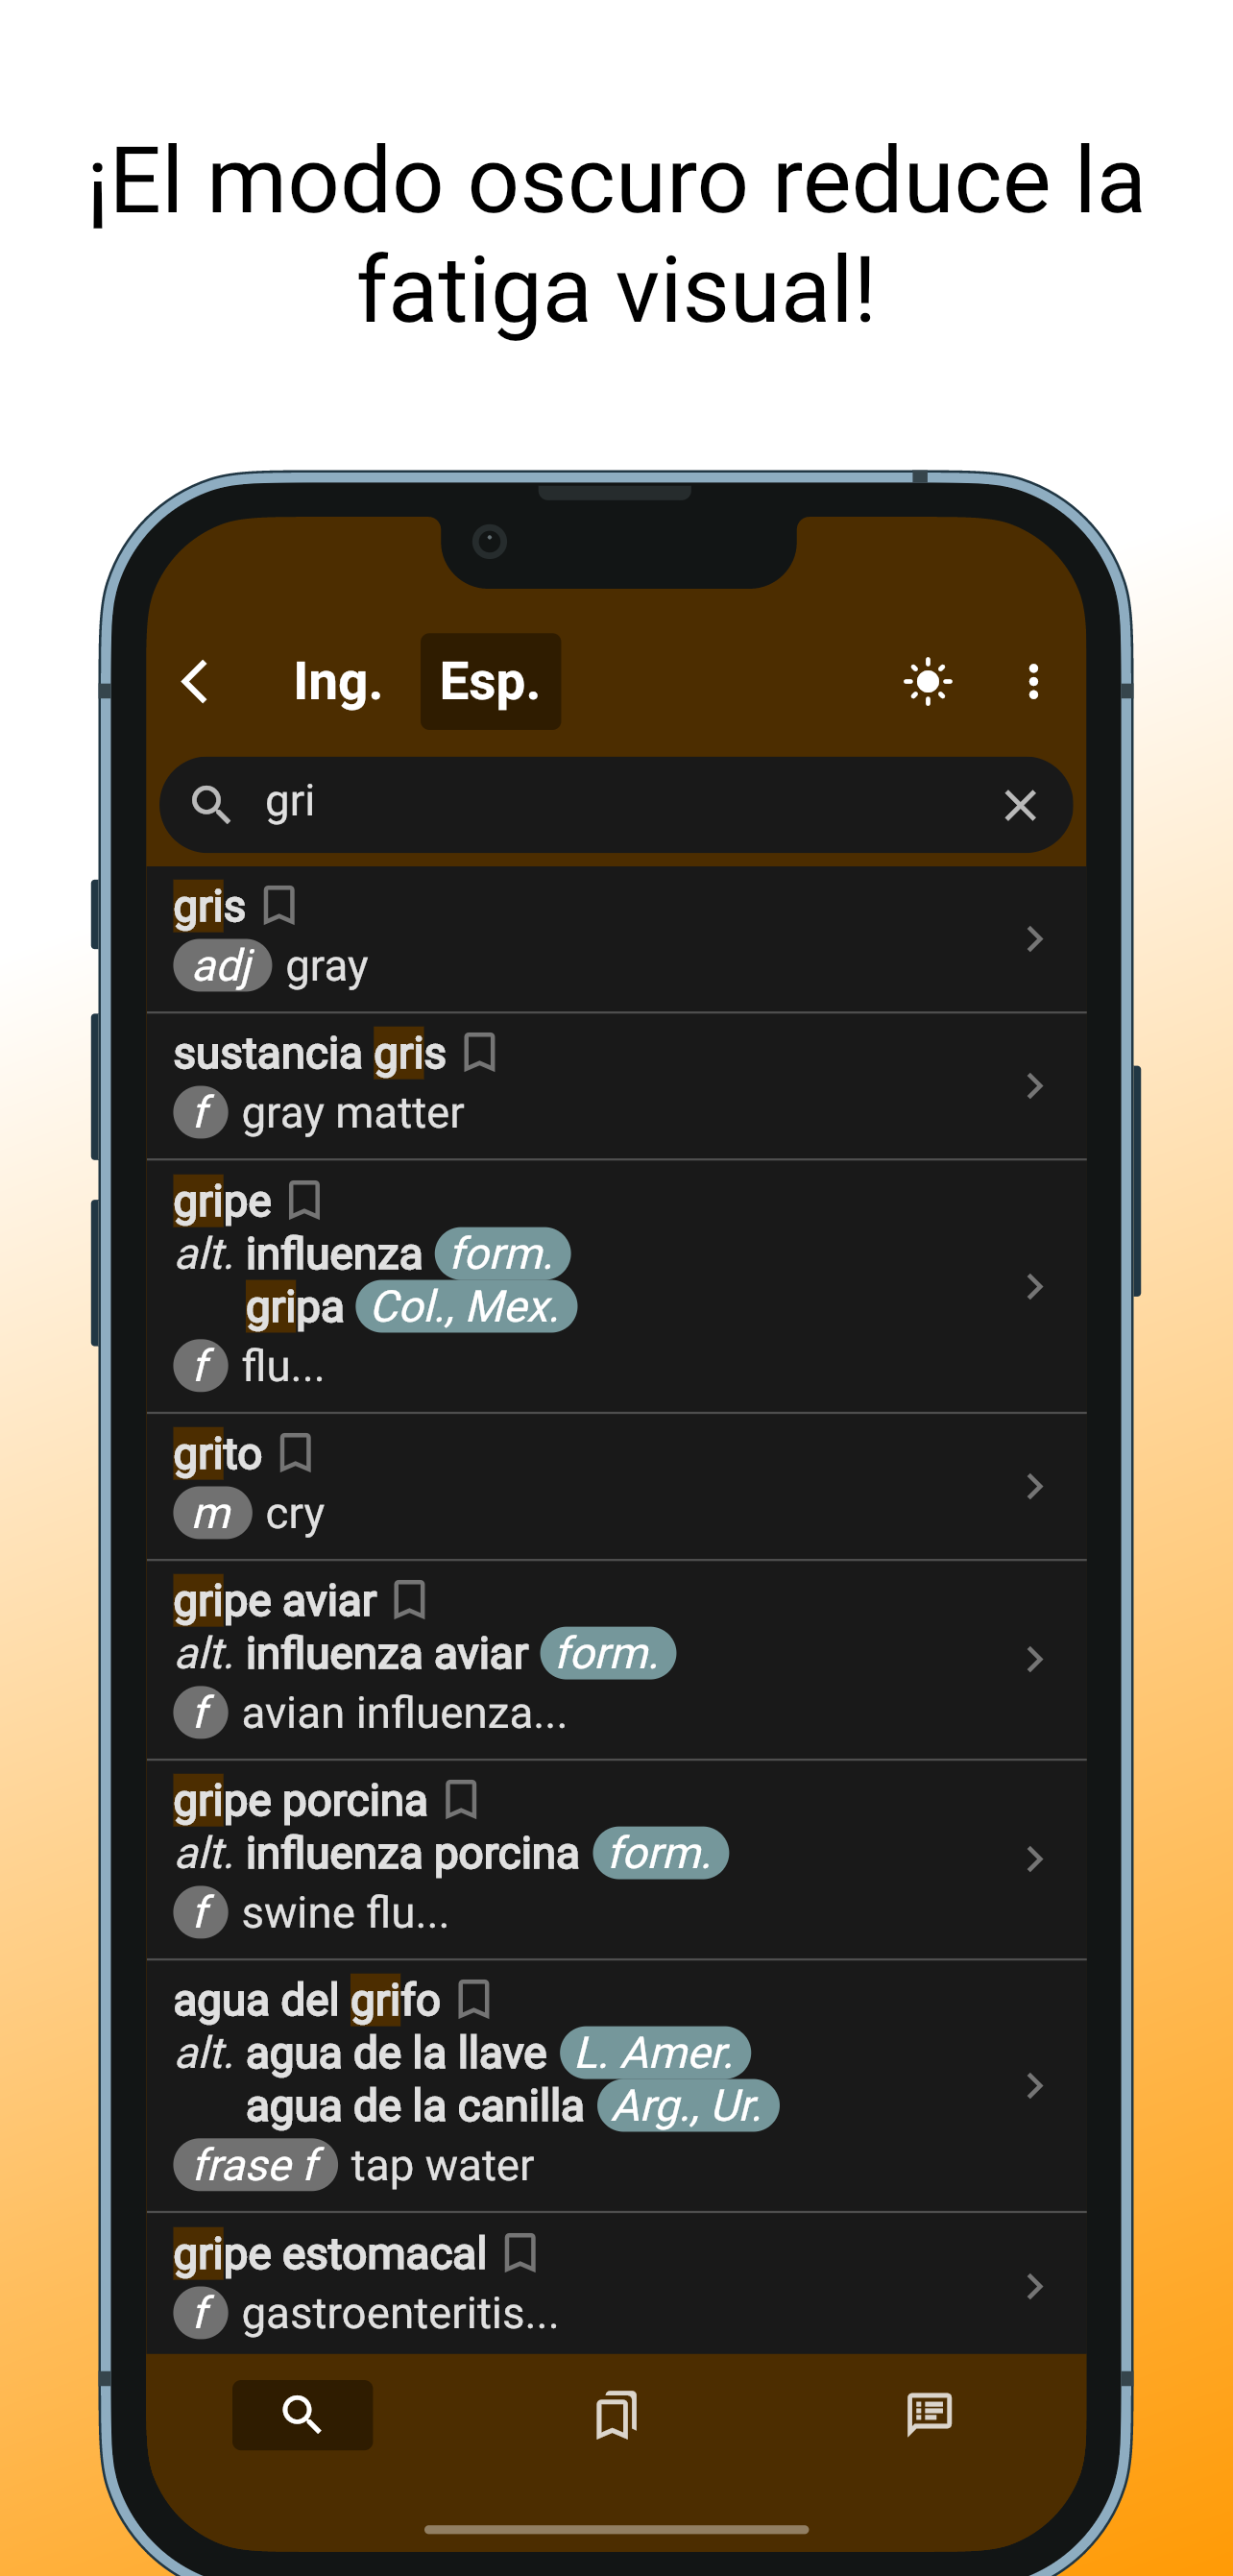 ¡El modo oscuro reduce la
fatiga visual!
Ing. Esp.
gri
gris
adj gray
sustancia gris
f gray matter
gripe
alt. influenza form.
gripa Col., Mex.
f flu...
grito
m cry
gripe aviar
alt. influenza aviar form.
f avian influenza...
gripe porcina
alt. influenza porcina form.
f swine flu...
agua del grifo
alt. agua de la llave L. Amer.
agua de la canilla Arg., Ur.
frase f tap water
gripe estomacal
f gastroenteritis...